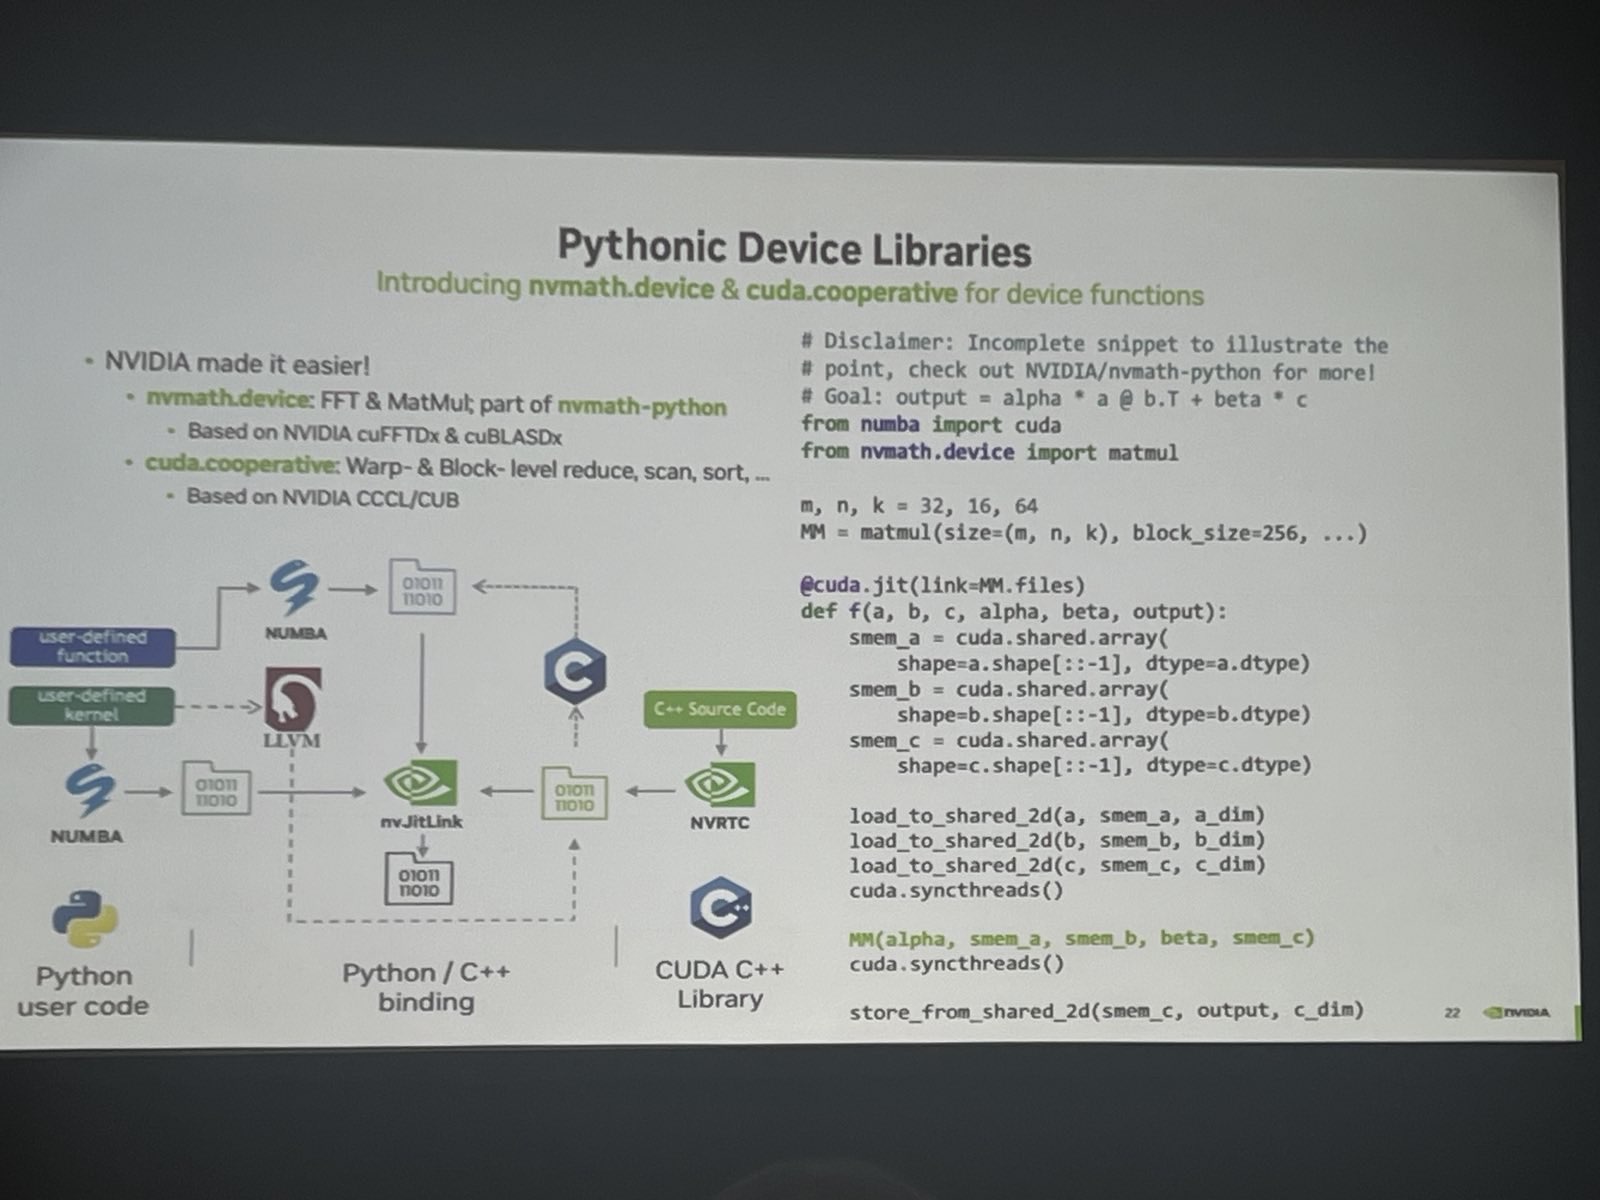 Pythonic Device Libraries
Introducing nvmath.device & cuda.cooperative for device functions
• NVIDIA made it easier!
• nvmath.device: FFT & MatMul; part of nvmath-python
• Based on NVIDIA cuFFTDx & cuBLASDx
• cuda.cooperative: Warp- & Block- level reduce, scan, sort, ...
• Based on NVIDIA CCCL/CUB
user-defined
function
NUMBA
01011
11010
user-defined
kernel
LLVM
C
C++ Source Code
NUMBA
01011
11010
nvJitLink
01011
11010
NVRTC
01011
11010
C++
Python
user code
Python / C++
binding
CUDA C++
Library
# Disclaimer: Incomplete snippet to illustrate the
# point, check out NVIDIA/nvmath-python for more!
# Goal: output = alpha * a @ b.T + beta * c
from numba import cuda
from nvmath.device import matmul
m, n, k = 32, 16, 64
MM = matmul(size=(m, n, k), block_size=256, ...)
@cuda.jit(link=MM.files)
def f(a, b, c, alpha, beta, output):
    smem_a = cuda.shared.array(
        shape=a.shape[::-1], dtype=a.dtype)
    smem_b = cuda.shared.array(
        shape=b.shape[::-1], dtype=b.dtype)
    smem_c = cuda.shared.array(
        shape=c.shape[::-1], dtype=c.dtype)
    load_to_shared_2d(a, smem_a, a_dim)
    load_to_shared_2d(b, smem_b, b_dim)
    load_to_shared_2d(c, smem_c, c_dim)
    cuda.syncthreads()
    MM(alpha, smem_a, smem_b, beta, smem_c)
    cuda.syncthreads()
    store_from_shared_2d(smem_c, output, c_dim)
22
NVIDIA